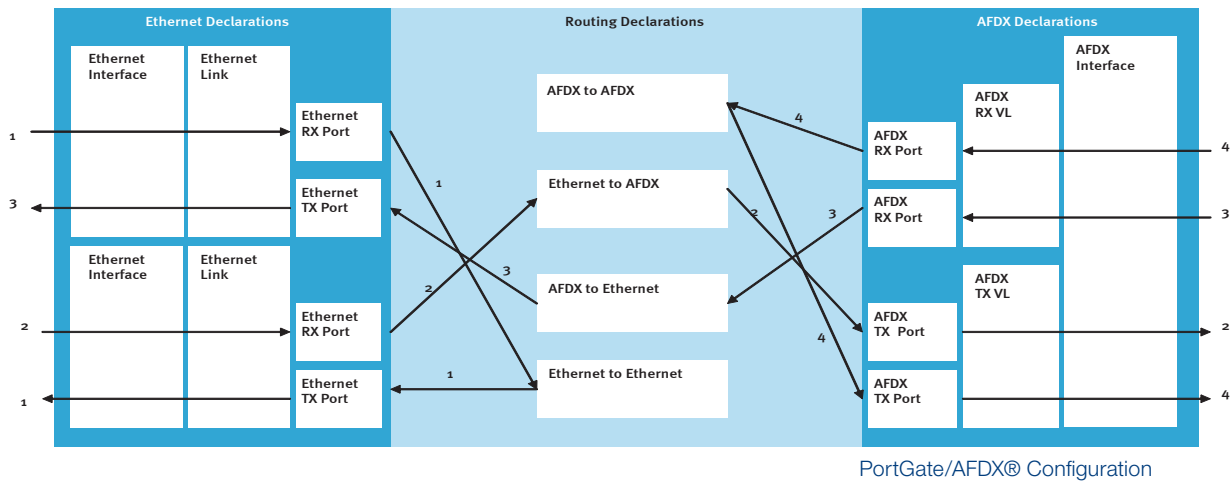 Ethernet Declarations
Routing Declarations
AFDX Declarations
Ethernet
Interface
Ethernet
Link
Ethernet
RX Port
Ethernet
TX Port
Ethernet
Interface
Ethernet
Link
Ethernet
RX Port
Ethernet
TX Port
1
3
2
1
1
3
2
1
AFDX to AFDX
Ethernet to AFDX
AFDX to Ethernet
Ethernet to Ethernet
4
2
3
4
AFDX
RX Port
AFDX
RX Port
AFDX
TX  Port
AFDX
TX Port
AFDX
RX VL
AFDX
TX VL
AFDX
Interface
4
3
2
4
PortGate/AFDX® Configuration